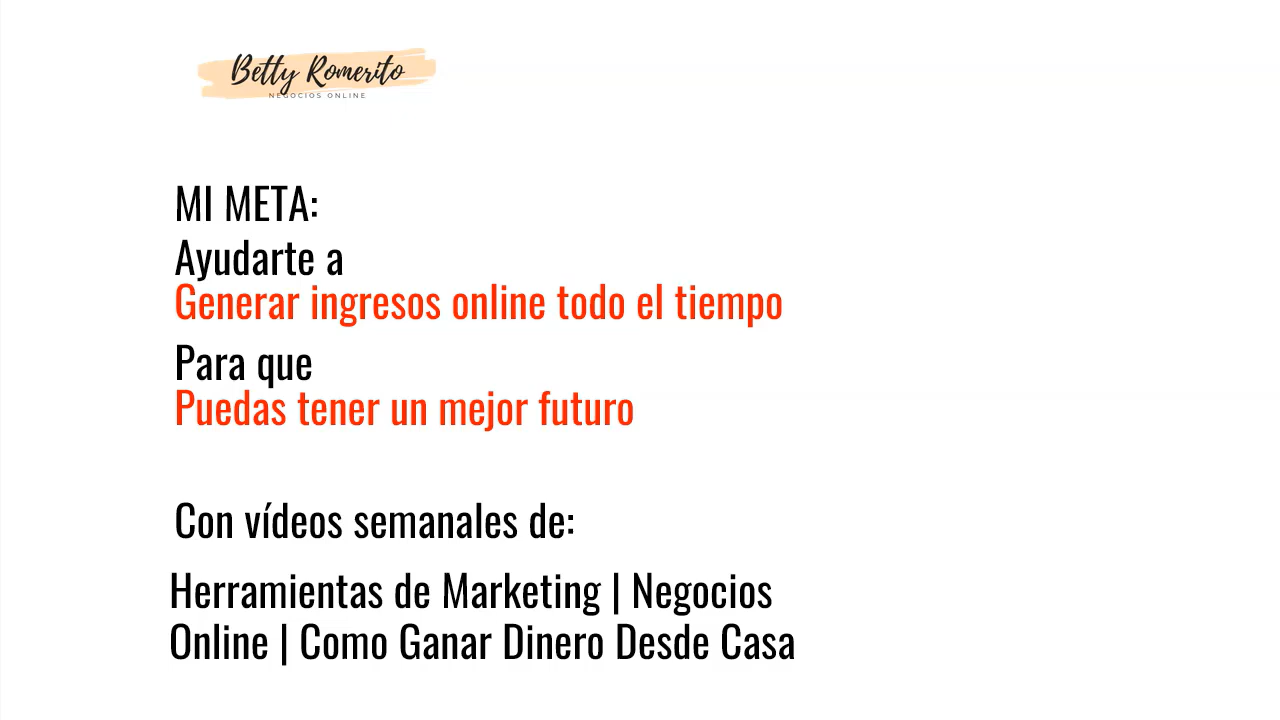 Betty Romerito
NEGOCIOS ONLINE
MI META:
Ayudarte a
Generar ingresos online todo el tiempo
Para que
Puedas tener un mejor futuro
Con vídeos semanales de:
Herramientas de Marketing | Negocios
Online | Como Ganar Dinero Desde Casa